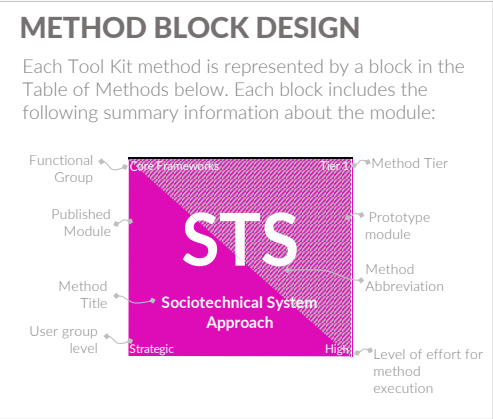 METHOD BLOCK DESIGN
Each Tool Kit method is represented by a block in the
Table of Methods below. Each block includes the
following summary information about the module:
Functional
Group
Core Frameworks
Tier 1
Method Tier
Published
Module
STS
Prototype
module
Method
Abbreviation
Method
Title
Sociotechnical System
Approach
User group
level
Strategic
High
Level of effort for
method
execution